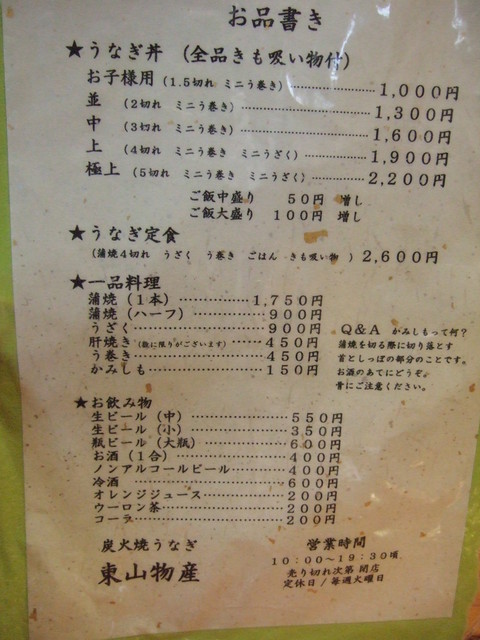 お品書き
★うなぎ丼 (全品きも吸い物付)
お子様用(1.5切れ ミニう巻き)……………1,000円
並 (2切れ ミニう巻き)……………1,300円
中 (3切れ ミニう巻き)……………1,600円
上 (4切れ ミニう巻き ミニうざく)……………1,900円
極上 (5切れ ミニう巻き ミニうざく)……………2,200円
ご飯中盛り 50円 増し
ご飯大盛り 100円 増し
★うなぎ定食
(蒲焼4切れ うざく う巻き ごはん きも吸い物 )2,600円
★一品料理
蒲焼(1本)……………1,750円
蒲焼(ハーフ)……………900円
うざく……………900円
肝焼き(数に限りがございます)……………450円
う巻き……………450円
かみしも……………150円
Q&A かみしもって何?
蒲焼を切る際に切り落とす
首としっぽの部分のことです。
お酒のあてにどうぞ。
骨にご注意ください。
★お飲み物
生ビール(中)……………550円
生ビール(小)……………350円
瓶ビール(大瓶)……………600円
お酒(1合)……………400円
ノンアルコールビール……………400円
冷酒……………600円
オレンジジュース……………200円
ウーロン茶……………200円
コーラ……………200円
炭火焼うなぎ
東山物産
営業時間
10:00～19:30頃
売り切れ次第 閉店
定休日/毎週火曜日